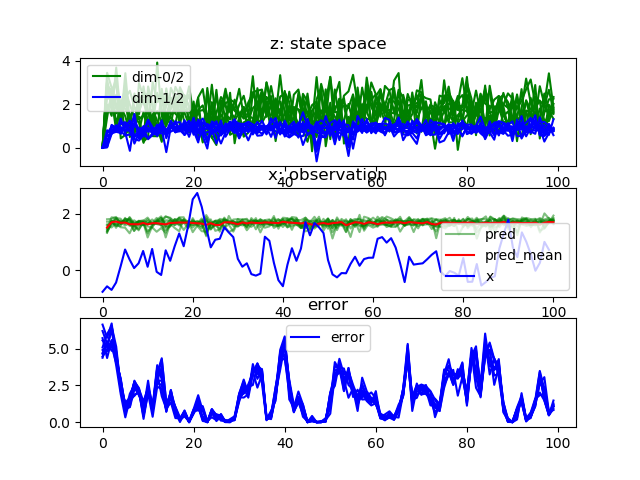 z: state space
4
2
0
dim-0/2
dim-1/2
0 20 40 60 80 100
x: observation
2
0
pred
pred_mean
x
0 20 40 60 80 100
error
5.0
2.5
0.0
error
0 20 40 60 80 100